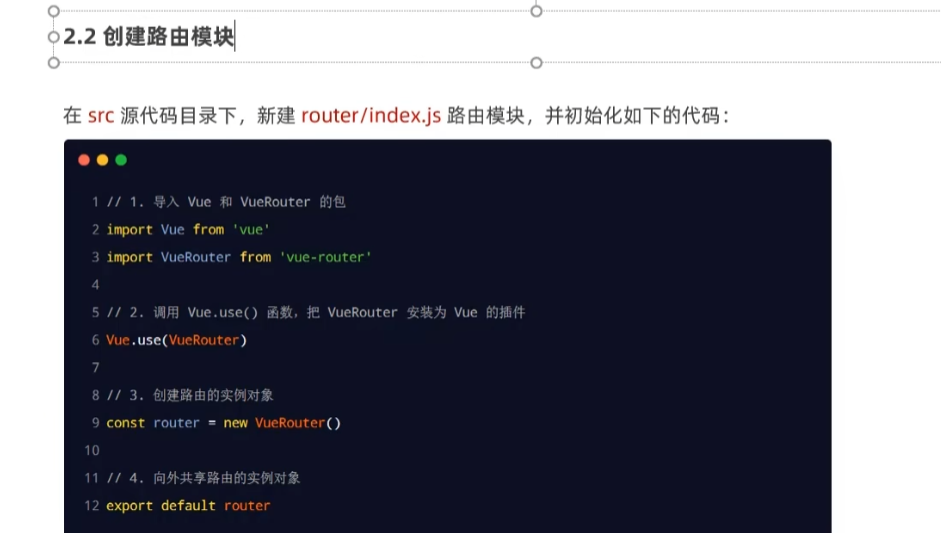 2.2 创建路由模块
在 src 源代码目录下，新建 router/index.js 路由模块，并初始化如下的代码：
1 // 1. 导入 Vue 和 VueRouter 的包
2 import Vue from 'vue'
3 import VueRouter from 'vue-router'
4
5 // 2. 调用 Vue.use() 函数，把 VueRouter 安装为 Vue 的插件
6 Vue.use(VueRouter)
7
8 // 3. 创建路由的实例对象
9 const router = new VueRouter()
10
11 // 4. 向外共享路由的实例对象
12 export default router